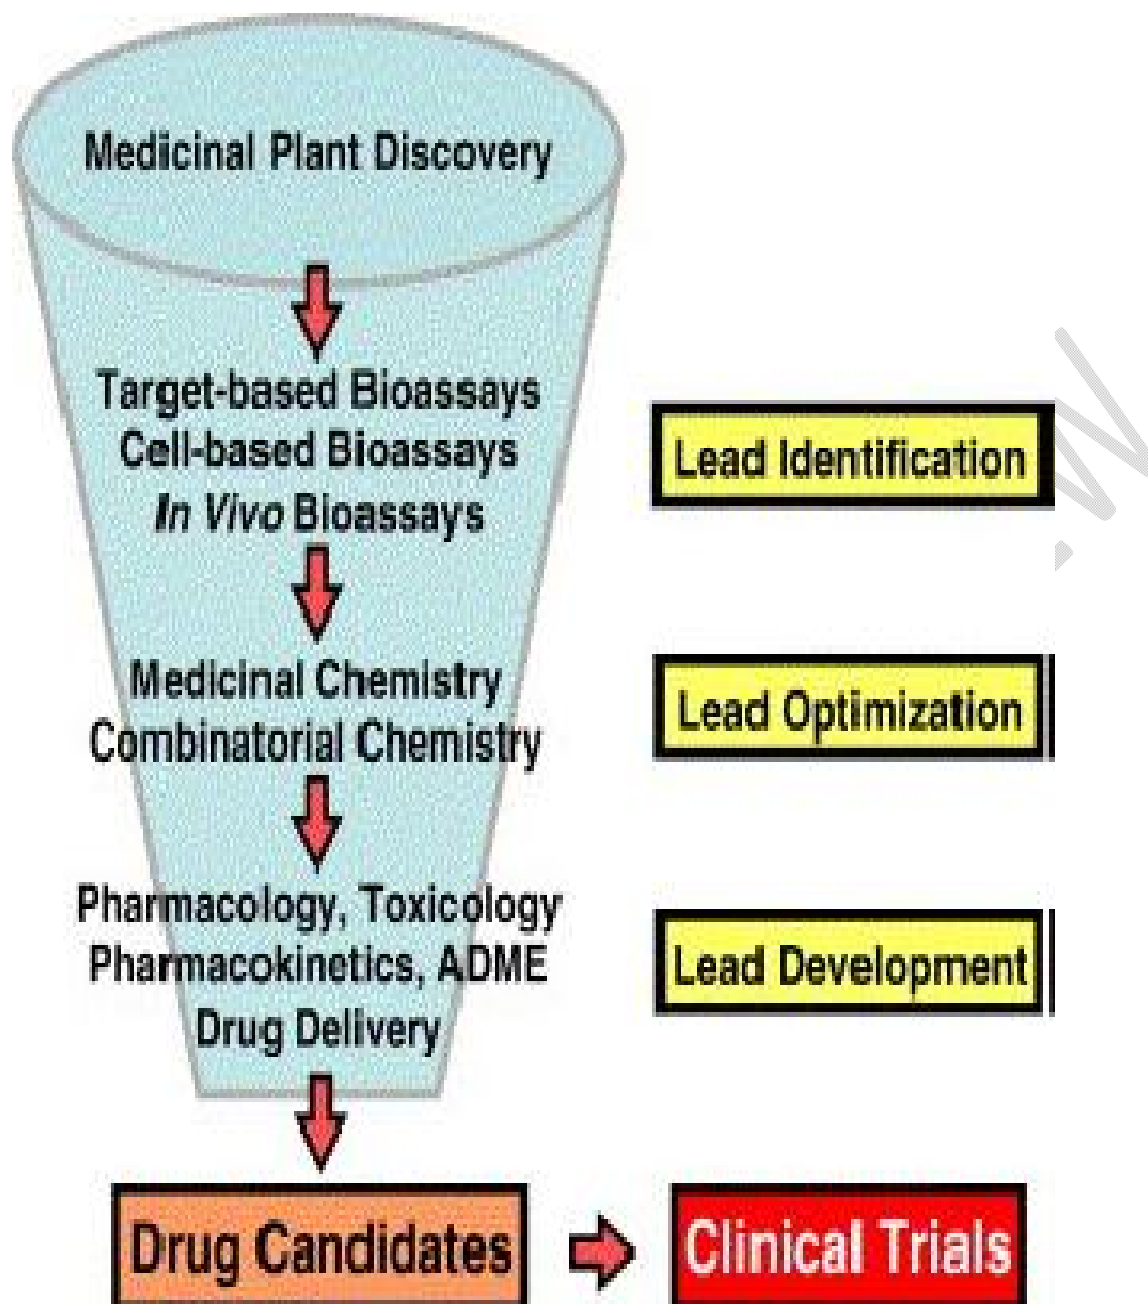 Medicinal Plant Discovery
Target-based Bioassays
Cell-based Bioassays
In Vivo Bioassays
Lead Identification
Medicinal Chemistry
Combinatorial Chemistry
Lead Optimization
Pharmacology, Toxicology
Pharmacokinetics, ADME
Drug Delivery
Lead Development
Drug Candidates
Clinical Trials